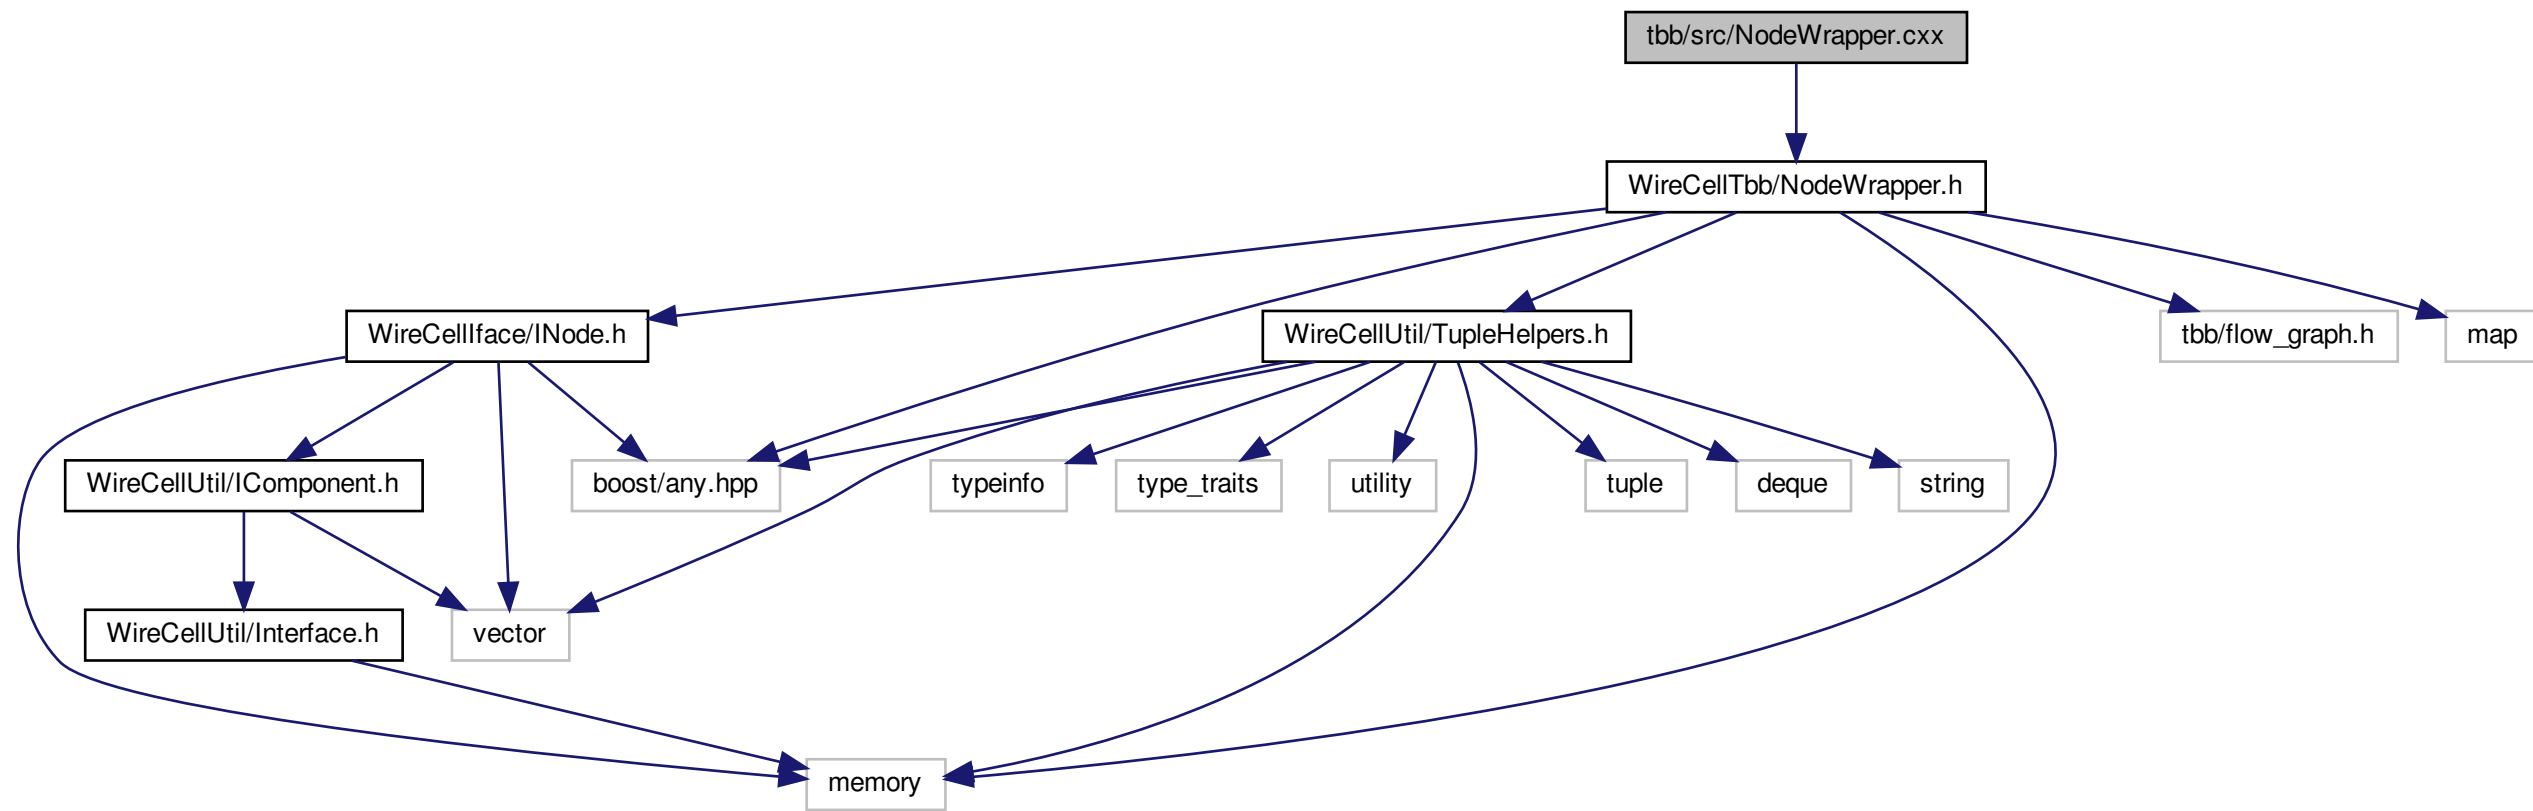 tbb/src/NodeWrapper.cxx
WireCellTbb/NodeWrapper.h
WireCellIface/INode.h
WireCellUtil/TupleHelpers.h
tbb/flow_graph.h
map
WireCellUtil/IComponent.h
boost/any.hpp
typeinfo
type_traits
utility
tuple
deque
string
WireCellUtil/Interface.h
vector
memory